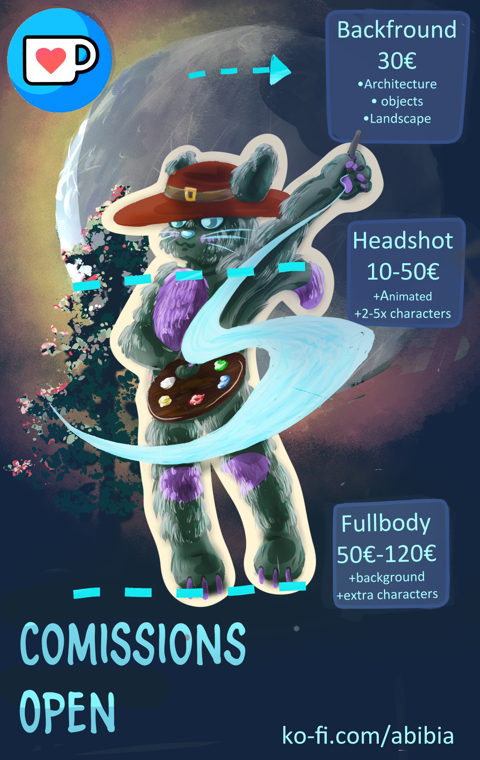 Backfround
30€
•Architecture
• objects
•Landscape
Headshot
10-50€
+Animated
+2-5x characters
Fullbody
50€-120€
+background
+extra characters
COMISSIONS
OPEN
ko-fi.com/abibia